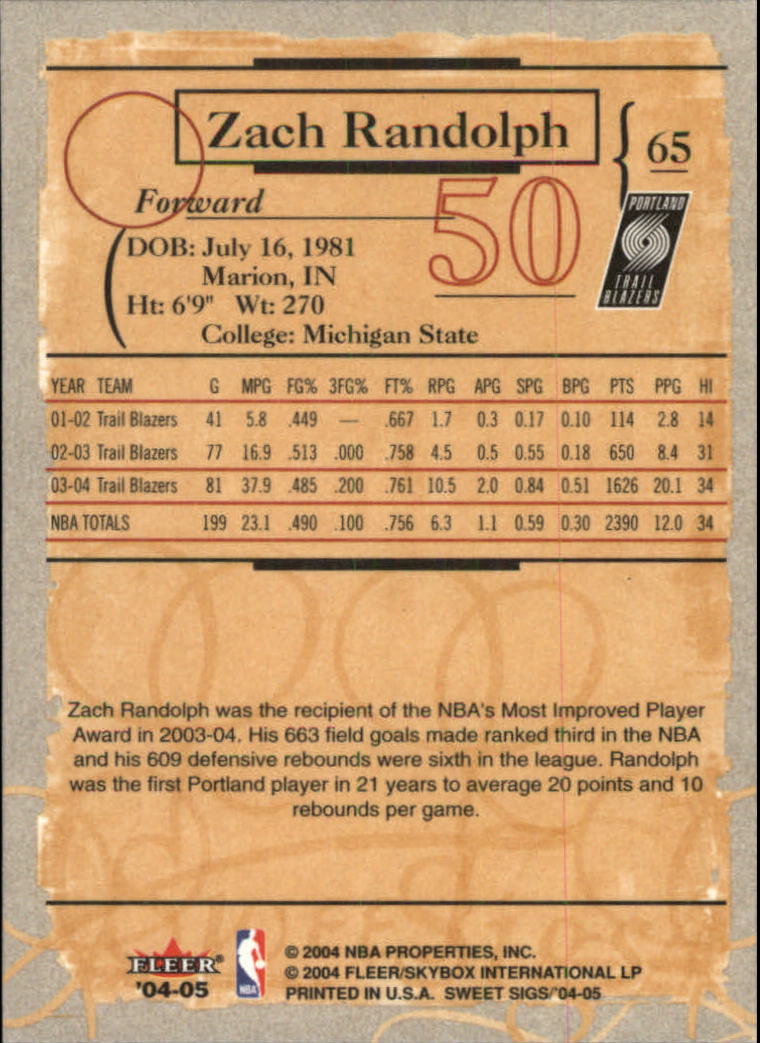 Zach Randolph
65
Forward
50
PORTLAND
TRAIL
BLAZERS
DOB: July 16, 1981
Marion, IN
Ht: 6'9" Wt: 270
College: Michigan State
YEAR TEAM G MPG FG% 3FG% FT% RPG APG SPG BPG PTS PPG HI
01-02 Trail Blazers 41 5.8 .449 — .667 1.7 0.3 0.17 0.10 114 2.8 14
02-03 Trail Blazers 77 16.9 .513 .000 .758 4.5 0.5 0.55 0.18 650 8.4 31
03-04 Trail Blazers 81 37.9 .485 .200 .761 10.5 2.0 0.84 0.51 1626 20.1 34
NBA TOTALS 199 23.1 .490 .100 .756 6.3 1.1 0.59 0.30 2390 12.0 34
Zach Randolph was the recipient of the NBA's Most Improved Player
Award in 2003-04. His 663 field goals made ranked third in the NBA
and his 609 defensive rebounds were sixth in the league. Randolph
was the first Portland player in 21 years to average 20 points and 10
rebounds per game.
FLEER®
'04-05
NBA
© 2004 NBA PROPERTIES, INC.
© 2004 FLEER/SKYBOX INTERNATIONAL LP
PRINTED IN U.S.A. SWEET SIGS/'04-05